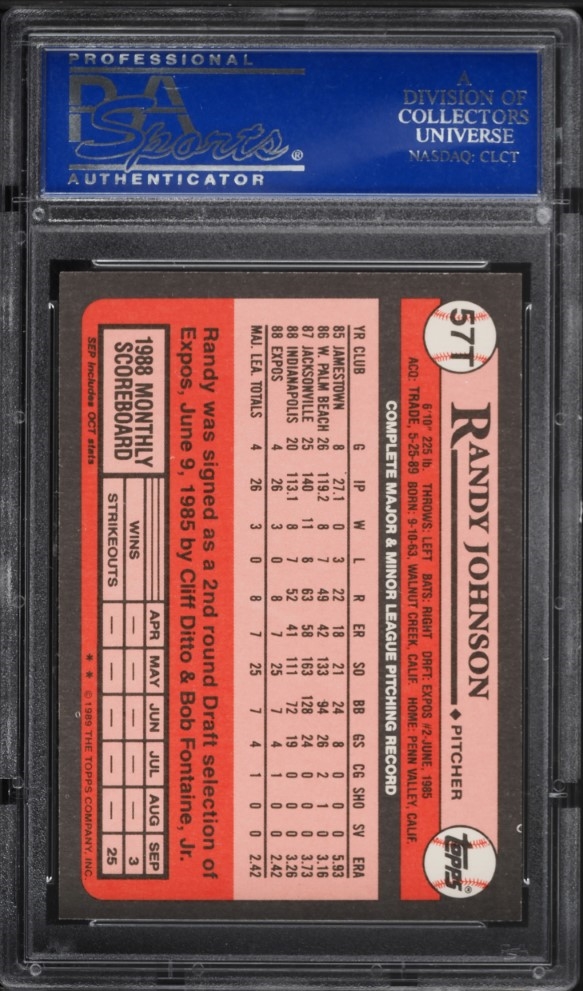 PROFESSIONAL
PSA
Sports®
AUTHENTICATOR
A
DIVISION OF
COLLECTORS
UNIVERSE
NASDAQ: CLCT
57T
RANDY JOHNSON ♦ PITCHER
topps®
6'10" 225 lb. THROWS: LEFT BATS: RIGHT DRFT: EXPOS #2-JUNE, 1985
ACQ: TRADE, 5-25-89 BORN: 9-10-63, WALNUT CREEK, CALIF. HOME: PENN VALLEY, CALIF.
COMPLETE MAJOR & MINOR LEAGUE PITCHING RECORD
YR CLUB G IP W L R ER SO BB GS CG SHO SV ERA
85 JAMESTOWN 8 27.1 0 3 22 18 21 24 8 0 0 0 5.93
86 W. PALM BEACH 26 119.2 8 7 49 42 133 94 26 2 1 0 3.16
87 JACKSONVILLE 25 140 11 8 63 58 163 128 24 0 0 0 3.73
88 INDIANAPOLIS 20 113.1 8 7 52 41 111 72 19 0 0 0 3.26
88 EXPOS 4 26 3 0 8 7 25 7 4 1 0 0 2.42
MAJ. LEA. TOTALS 4 26 3 0 8 7 25 7 4 1 0 0 2.42
Randy was signed as a 2nd round Draft selection of
Expos, June 9, 1985 by Cliff Ditto & Bob Fontaine, Jr.
1988 MONTHLY
SCOREBOARD
APR MAY JUN JUL AUG SEP
WINS — — — — — 3
STRIKEOUTS — — — — — 25
SEP includes OCT stats
* * © 1989 THE TOPPS COMPANY, INC.
PSA